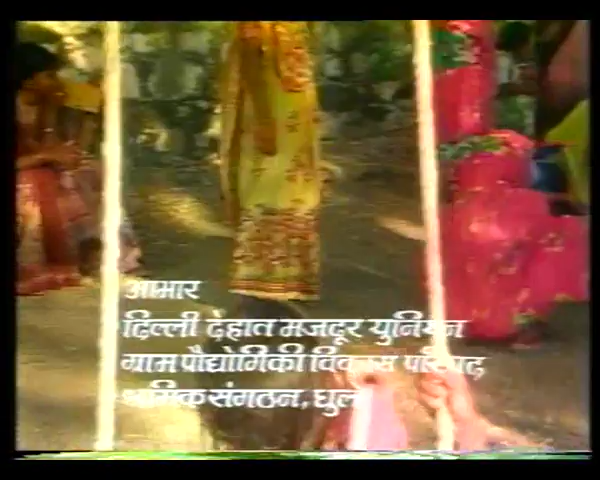 आभार
दिल्ली देहात मजदूर युनियन
ग्राम प्रौद्योगिकी विकास परिषद
श्रमिक संगठन, धुले